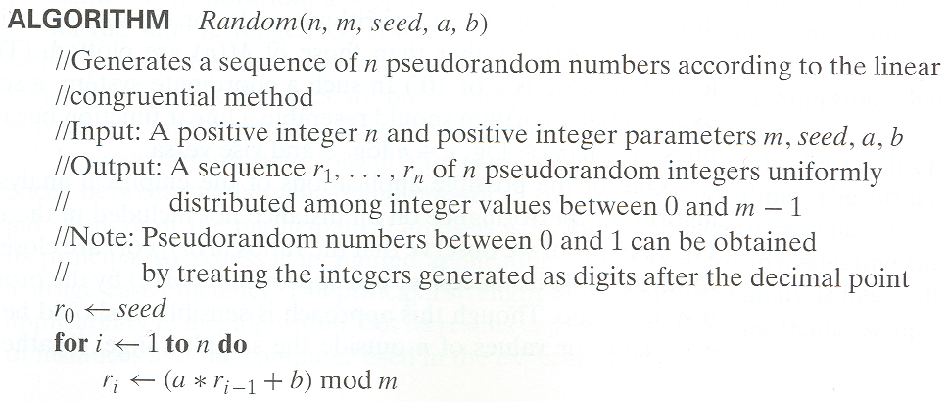 ALGORITHM Random(n, m, seed, a, b)
//Generates a sequence of n pseudorandom numbers according to the linear
//congruential method
//Input: A positive integer n and positive integer parameters m, seed, a, b
//Output: A sequence r₁, . . . , rₙ of n pseudorandom integers uniformly
// distributed among integer values between 0 and m − 1
//Note: Pseudorandom numbers between 0 and 1 can be obtained
// by treating the integers generated as digits after the decimal point
r₀ ← seed
for i ← 1 to n do
rᵢ ← (a * rᵢ₋₁ + b) mod m